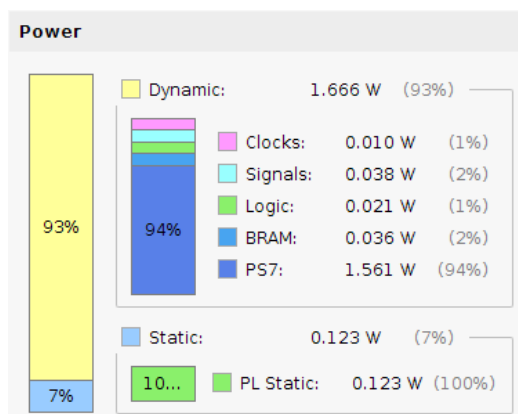 Power
Dynamic: 1.666 W (93%)
Clocks: 0.010 W (1%)
Signals: 0.038 W (2%)
Logic: 0.021 W (1%)
BRAM: 0.036 W (2%)
PS7: 1.561 W (94%)
93%
94%
Static: 0.123 W (7%)
7%
10...
PL Static: 0.123 W (100%)